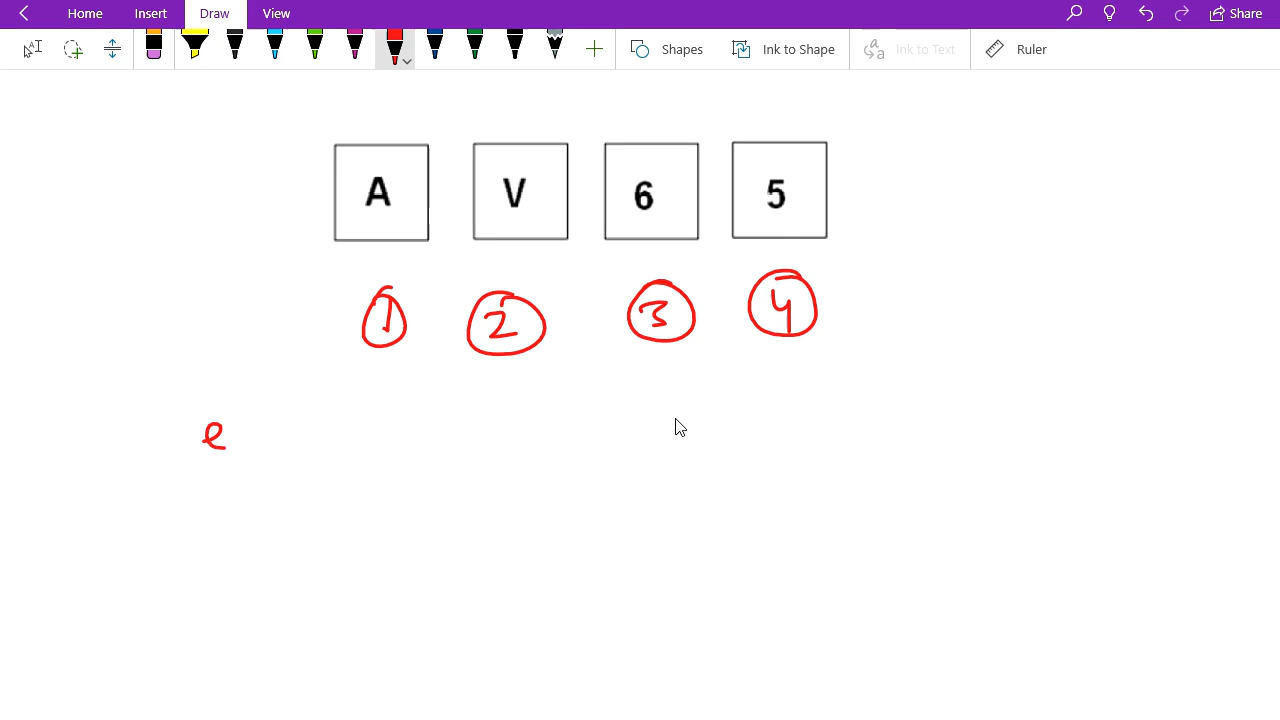 Home Insert Draw View Share
Shapes Ink to Shape Ink to Text Ruler
A V 6 5
1 2 3 4
e